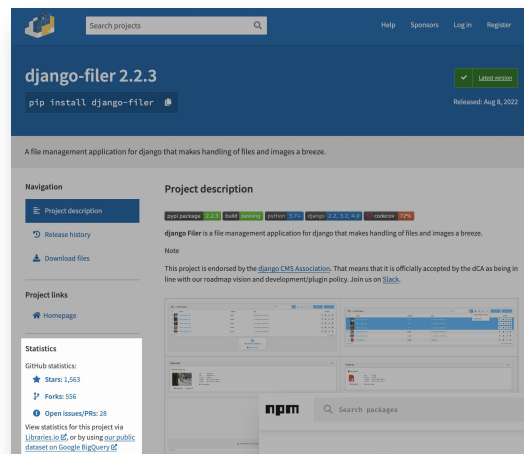 Search projects
Help
Sponsors
Log in
Register
django-filer 2.2.3
pip install django-filer
Latest version
Released: Aug 8, 2022
A file management application for django that makes handling of files and images a breeze.
Navigation
Project description
Release history
Download files
Project links
Homepage
Statistics
GitHub statistics:
Stars: 1,563
Forks: 556
Open issues/PRs: 28
View statistics for this project via
Libraries.io, or by using our public
dataset on Google BigQuery
Project description
pypi package 2.2.3 build passing python 3.7+ django 2.2, 3.2, 4.0 codecov 72%
django Filer is a file management application for django that makes handling of files and images a breeze.
Note
This project is endorsed by the django CMS Association. That means that it is officially accepted by the dCA as being in
line with our roadmap vision and development/plugin policy. Join us on Slack.
npm
Search packages